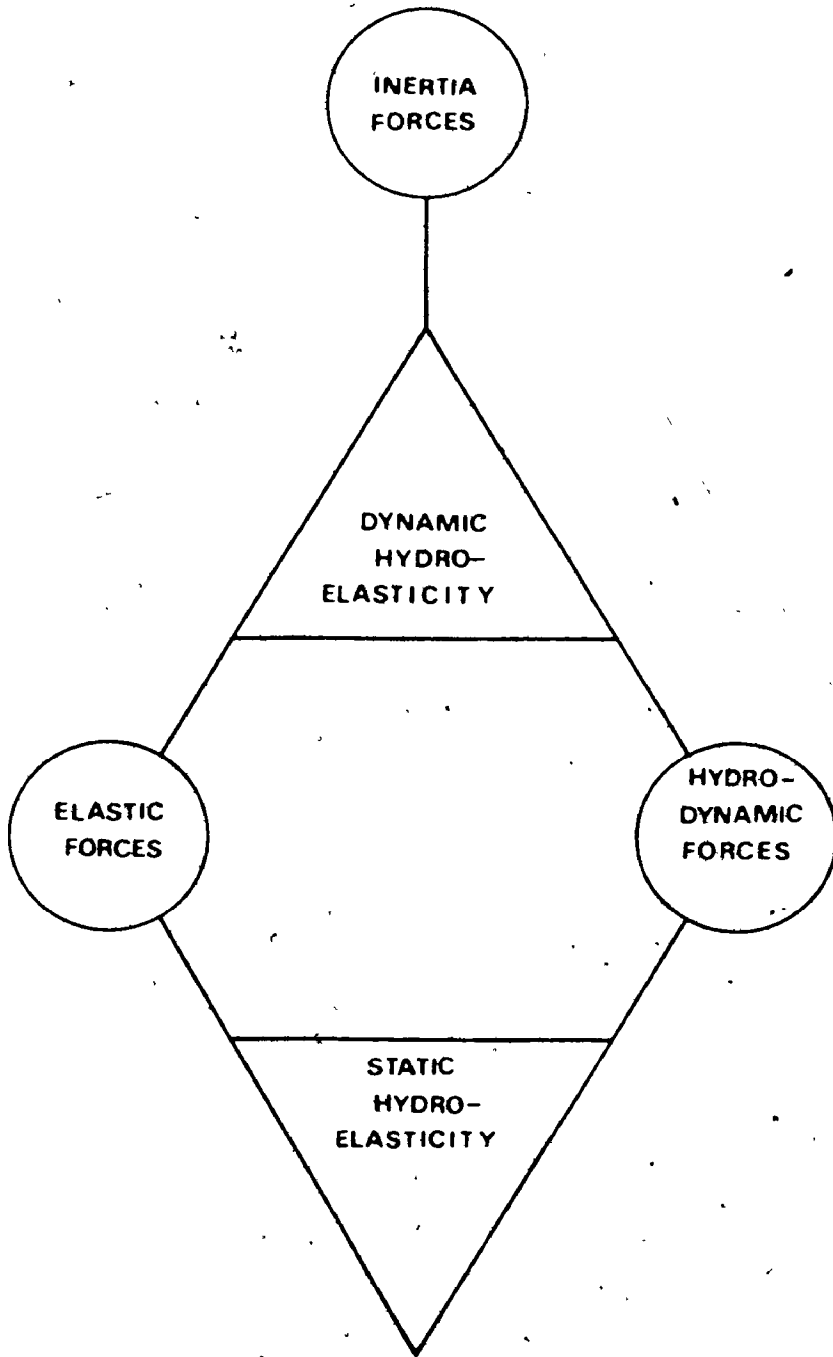 INERTIA
FORCES
DYNAMIC
HYDRO-
ELASTICITY
ELASTIC
FORCES
HYDRO-
DYNAMIC
FORCES
STATIC
HYDRO-
ELASTICITY